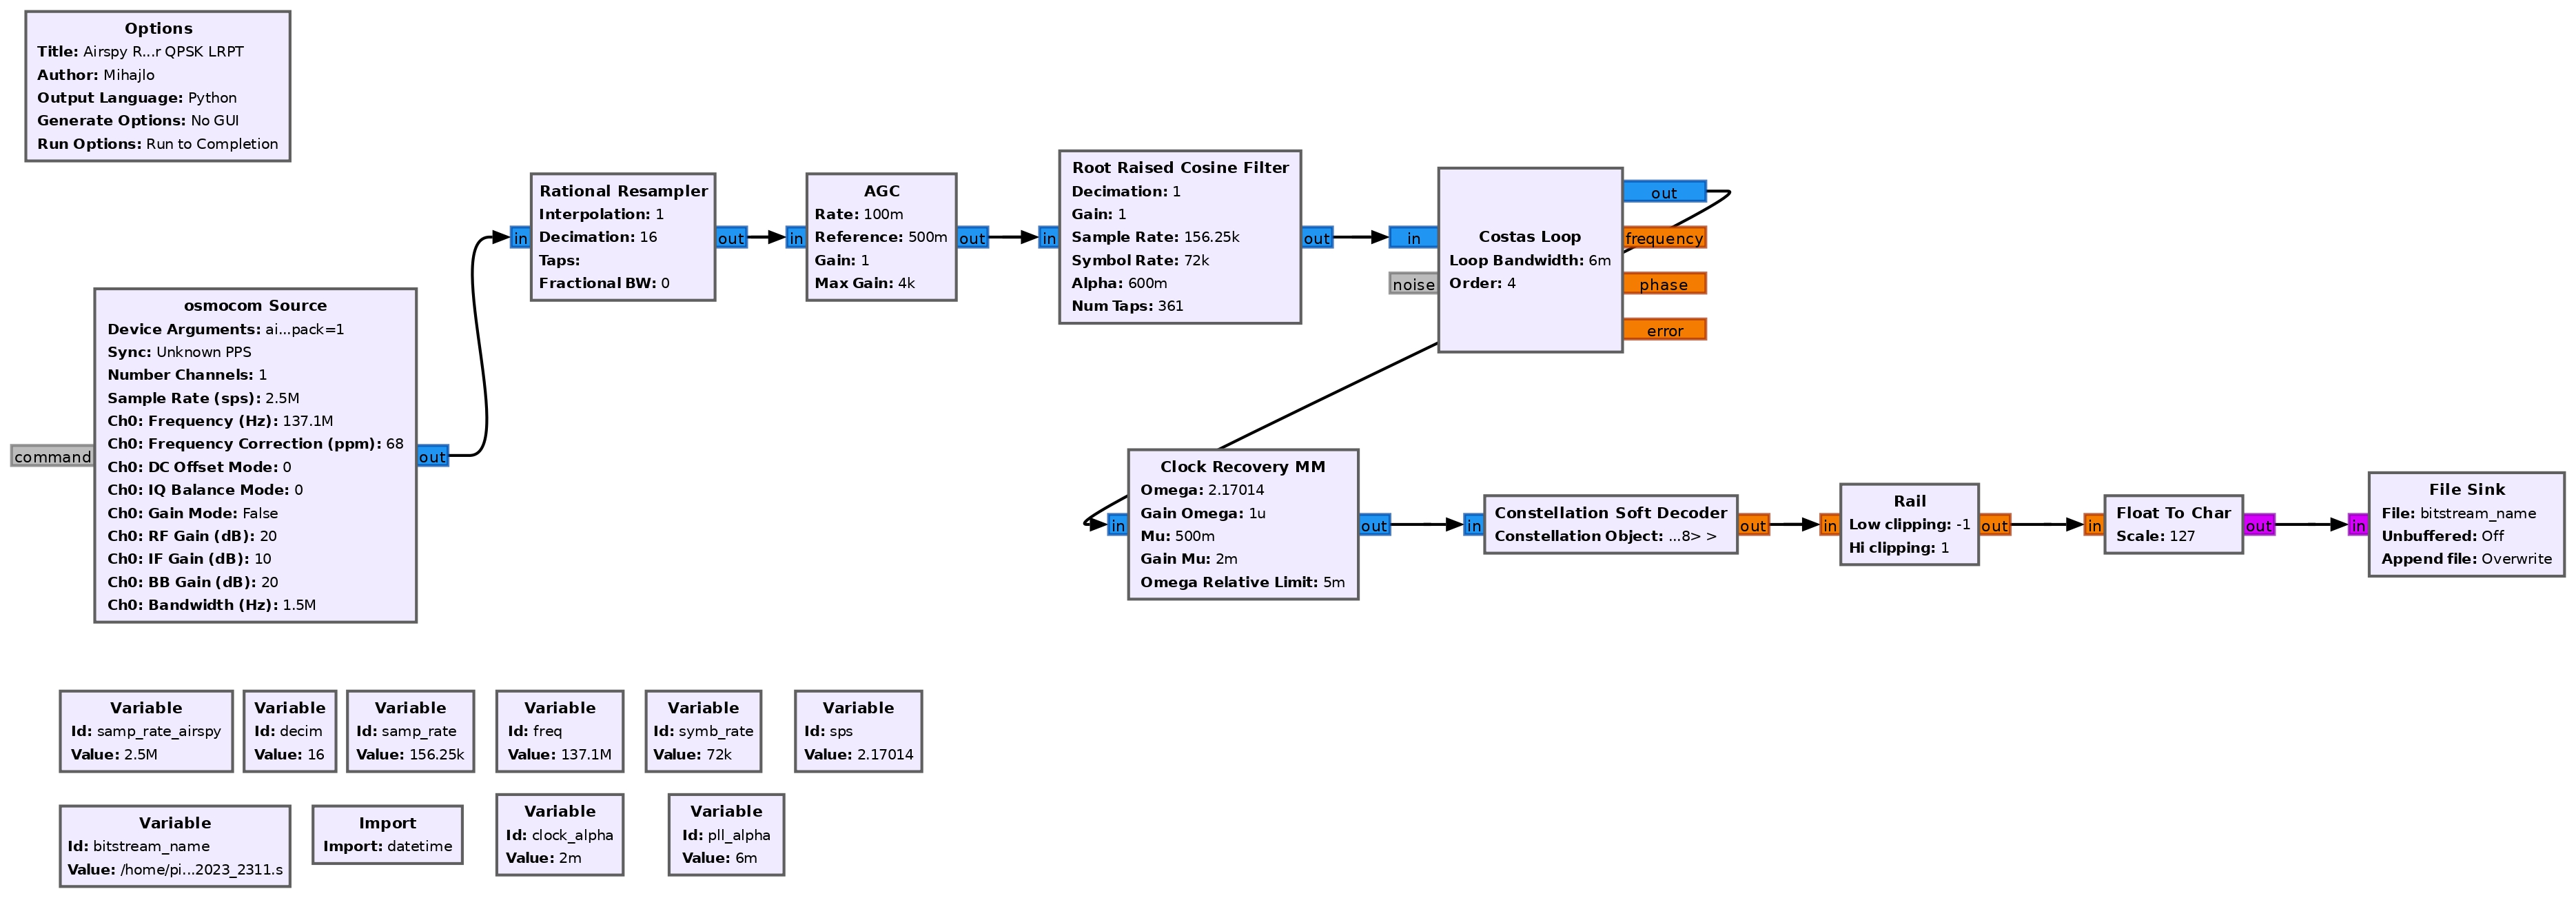 Options
Title: Airspy R...r QPSK LRPT
Author: Mihajlo
Output Language: Python
Generate Options: No GUI
Run Options: Run to Completion
osmocom Source
Device Arguments: ai...pack=1
Sync: Unknown PPS
Number Channels: 1
Sample Rate (sps): 2.5M
Ch0: Frequency (Hz): 137.1M
Ch0: Frequency Correction (ppm): 68
Ch0: DC Offset Mode: 0
Ch0: IQ Balance Mode: 0
Ch0: Gain Mode: False
Ch0: RF Gain (dB): 20
Ch0: IF Gain (dB): 10
Ch0: BB Gain (dB): 20
Ch0: Bandwidth (Hz): 1.5M
command
out
in
Rational Resampler
Interpolation: 1
Decimation: 16
Taps:
Fractional BW: 0
out
in
AGC
Rate: 100m
Reference: 500m
Gain: 1
Max Gain: 4k
out
in
Root Raised Cosine Filter
Decimation: 1
Gain: 1
Sample Rate: 156.25k
Symbol Rate: 72k
Alpha: 600m
Num Taps: 361
out
in
noise
Costas Loop
Loop Bandwidth: 6m
Order: 4
out
frequency
phase
error
in
Clock Recovery MM
Omega: 2.17014
Gain Omega: 1u
Mu: 500m
Gain Mu: 2m
Omega Relative Limit: 5m
out
in
Constellation Soft Decoder
Constellation Object: ...8> >
out
in
Rail
Low clipping: -1
Hi clipping: 1
out
in
Float To Char
Scale: 127
out
in
File Sink
File: bitstream_name
Unbuffered: Off
Append file: Overwrite
Variable
Id: samp_rate_airspy
Value: 2.5M
Variable
Id: decim
Value: 16
Variable
Id: samp_rate
Value: 156.25k
Variable
Id: freq
Value: 137.1M
Variable
Id: symb_rate
Value: 72k
Variable
Id: sps
Value: 2.17014
Variable
Id: bitstream_name
Value: /home/pi...2023_2311.s
Import
Import: datetime
Variable
Id: clock_alpha
Value: 2m
Variable
Id: pll_alpha
Value: 6m